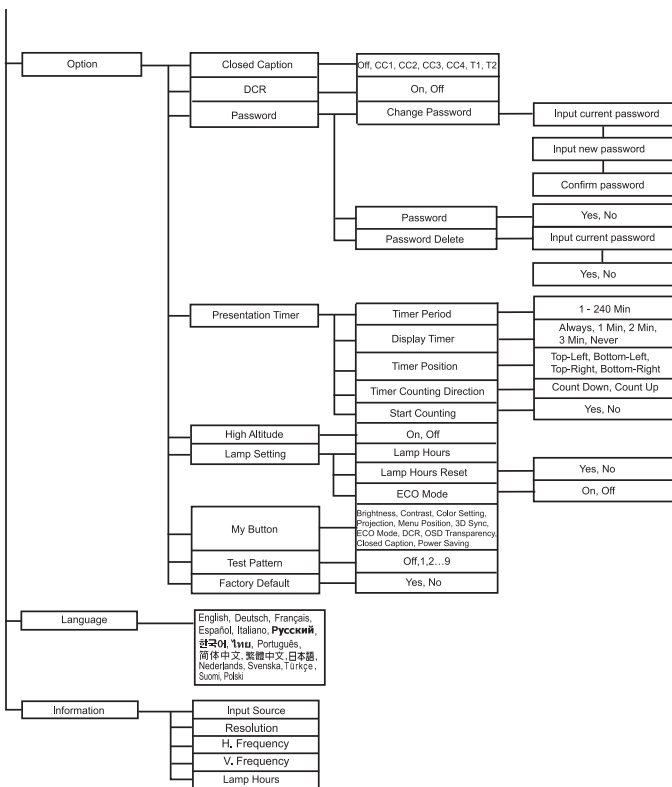 Option
Closed Caption
Off, CC1, CC2, CC3, CC4, T1, T2
DCR
On, Off
Password
Change Password
Input current password
Input new password
Confirm password
Password
Yes, No
Password Delete
Input current password
Yes, No
Presentation Timer
Timer Period
1 - 240 Min
Display Timer
Always, 1 Min, 2 Min,
3 Min, Never
Timer Position
Top-Left, Bottom-Left,
Top-Right, Bottom-Right
Timer Counting Direction
Count Down, Count Up
Start Counting
Yes, No
High Altitude
On, Off
Lamp Setting
Lamp Hours
Lamp Hours Reset
Yes, No
ECO Mode
On, Off
My Button
Brightness, Contrast, Color Setting,
Projection, Menu Position, 3D Sync,
ECO Mode, DCR, OSD Transparency,
Closed Caption, Power Saving
Test Pattern
Off,1,2...9
Factory Default
Yes, No
Language
English, Deutsch, Français,
Español, Italiano, Русский,
한국어, ไทย, Português,
简体中文, 繁體中文, 日本語,
Nederlands, Svenska, Türkçe,
Suomi, Polski
Information
Input Source
Resolution
H. Frequency
V. Frequency
Lamp Hours